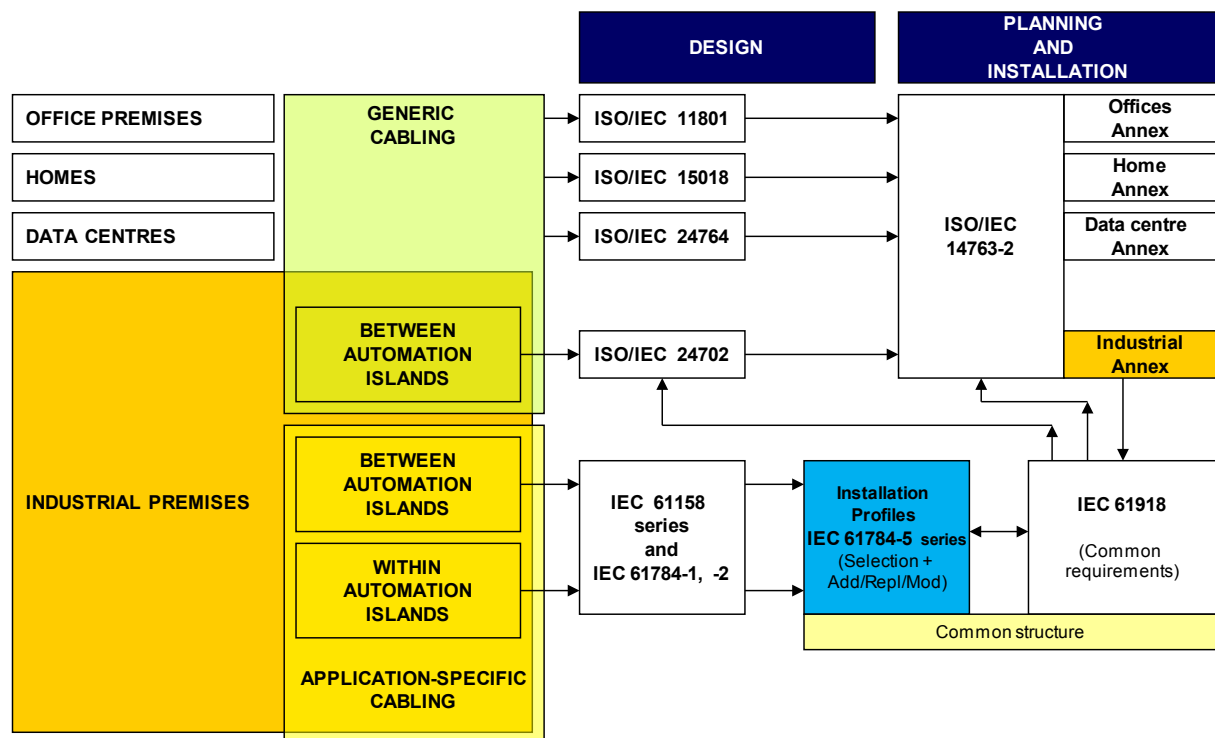 DESIGN
PLANNING
AND
INSTALLATION
OFFICE PREMISES
HOMES
DATA CENTRES
INDUSTRIAL PREMISES
GENERIC
CABLING
BETWEEN
AUTOMATION
ISLANDS
BETWEEN
AUTOMATION
ISLANDS
WITHIN
AUTOMATION
ISLANDS
APPLICATION-SPECIFIC
CABLING
ISO/IEC 11801
ISO/IEC 15018
ISO/IEC 24764
ISO/IEC 24702
IEC 61158
series
and
IEC 61784-1, -2
ISO/IEC
14763-2
Offices
Annex
Home
Annex
Data centre
Annex
Industrial
Annex
Installation
Profiles
IEC 61784-5 series
(Selection +
Add/Repl/Mod)
IEC 61918
(Common
requirements)
Common structure